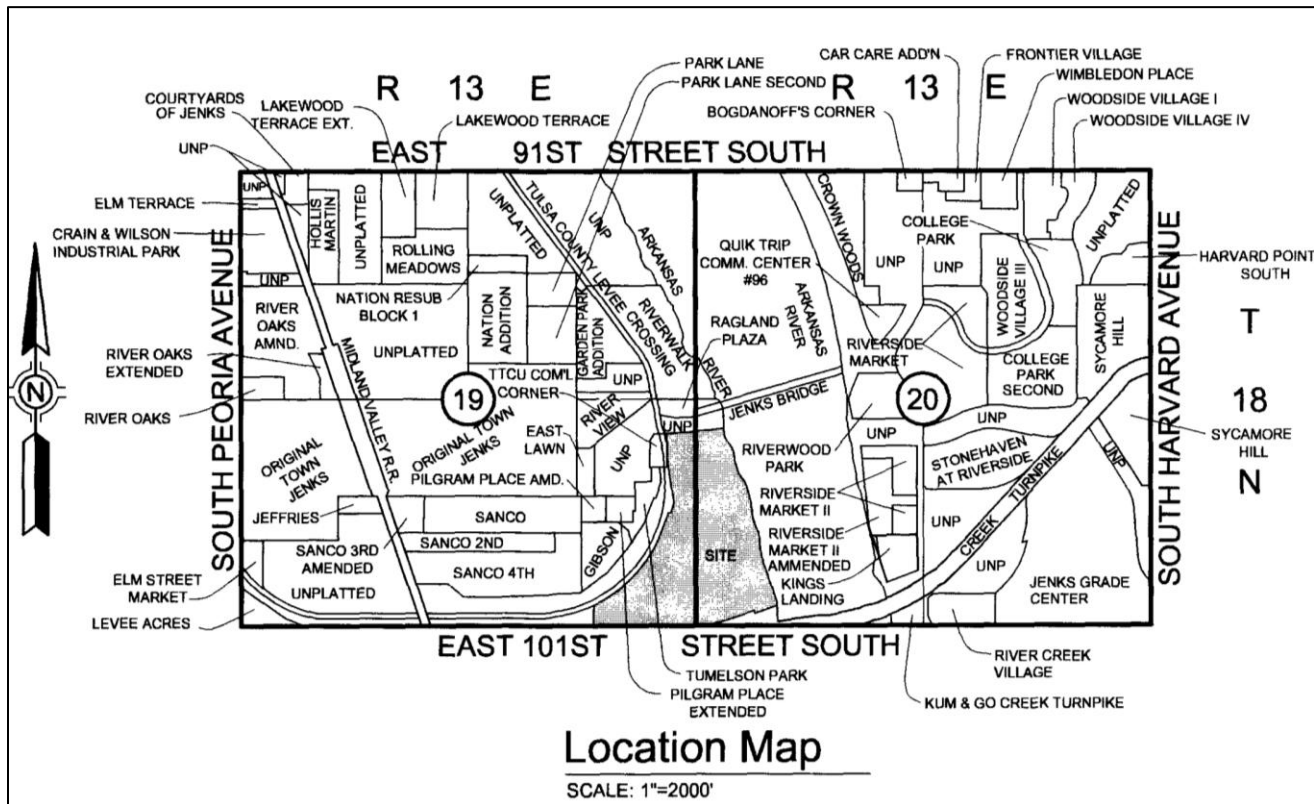 CAR CARE ADD'N
FRONTIER VILLAGE
PARK LANE
WIMBLEDON PLACE
PARK LANE SECOND
R 13 E
R 13 E
COURTYARDS
OF JENKS
LAKEWOOD
TERRACE EXT.
LAKEWOOD TERRACE
BOGDANOFF'S CORNER
WOODSIDE VILLAGE I
WOODSIDE VILLAGE IV
UNP
EAST 91ST STREET SOUTH
UNP
ELM TERRACE
CRAIN & WILSON
INDUSTRIAL PARK
HOLLIS
MARTIN
UNPLATTED
ROLLING
MEADOWS
UNPLATTED
TULSA COUNTY LEVEE CROSSING
UNP
ARKANSAS
RIVER
CROWN WOODS
COLLEGE
PARK
UNPLATTED
QUIK TRIP
COMM. CENTER
#96
UNP
UNP
HARVARD POINT
SOUTH
SOUTH PEORIA AVENUE
UNP
NATION RESUB
BLOCK 1
RIVER
OAKS
AMND.
UNPLATTED
NATION
ADDITION
GARDEN PARK
ADDITION
RIVERWALK
RAGLAND
PLAZA
ARKANSAS
RIVER
RIVERSIDE
MARKET
WOODSIDE
VILLAGE III
SYCAMORE
HILL
SOUTH HARVARD AVENUE
T
18
N
RIVER OAKS
EXTENDED
MIDLAND VALLEY R.R.
TTCU COM'L
CORNER
UNP
COLLEGE
PARK
SECOND
RIVER OAKS
19
RIVER
VIEW
JENKS BRIDGE
20
UNP
UNP
UNP
UNP
SYCAMORE
HILL
ORIGINAL
TOWN
JENKS
ORIGINAL TOWN
JENKS
EAST
LAWN
UNP
RIVERWOOD
PARK
STONEHAVEN
AT RIVERSIDE
UNP
PILGRAM PLACE AMD.
RIVERSIDE
MARKET II
CREEK TURNPIKE
JEFFRIES
SANCO
RIVERSIDE
MARKET II
AMMENDED
UNP
SANCO 2ND
SANCO 3RD
AMENDED
GIBSON
SITE
KINGS
LANDING
UNP
SANCO 4TH
ELM STREET
MARKET
UNPLATTED
JENKS GRADE
CENTER
LEVEE ACRES
EAST 101ST STREET SOUTH
RIVER CREEK
VILLAGE
TUMELSON PARK
PILGRAM PLACE
EXTENDED
KUM & GO CREEK TURNPIKE
N
Location Map
SCALE: 1"=2000'